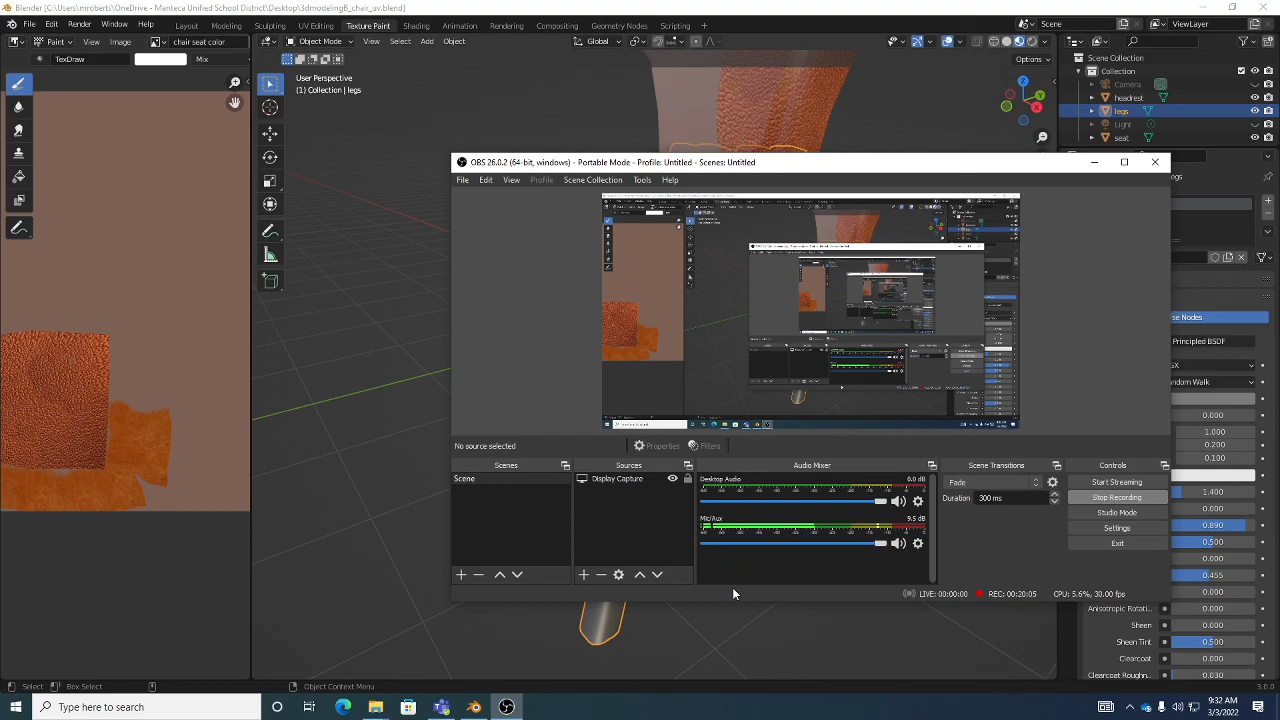 Blender [C:\Users\mroberts\OneDrive - Manteca Unified School District\Desktop\3dmodelingB_chair_uv.blend]
File Edit Render Window Help Layout Modeling Sculpting UV Editing Texture Paint Shading Animation Rendering Compositing Geometry Nodes Scripting + Scene ViewLayer
Paint View Image chair seat color Object Mode View Select Add Object Global
TexDraw Mix Options
Scene Collection
Collection
Camera
headrest
legs
Light
seat
User Perspective
(1) Collection | legs
Z
Y
X
OBS 26.0.2 (64-bit, windows) - Portable Mode - Profile: Untitled - Scenes: Untitled
File Edit View Profile Scene Collection Tools Help
No source selected Properties Filters
Scenes Sources Audio Mixer Scene Transitions Controls
Scene
Display Capture
Desktop Audio 0.0 dB
Mic/Aux 9.5 dB
Fade
Duration 300 ms
Start Streaming
Stop Recording
Studio Mode
Settings
Exit
LIVE: 00:00:00 REC: 00:20:05 CPU: 5.6%, 30.00 fps
Principled BSDF
0.000
1.000
0.200
0.100
1.400
0.000
0.890
0.500
0.000
0.455
0.000
Anisotropic Rotati... 0.000
Sheen 0.000
Sheen Tint 0.500
Clearcoat 0.000
Clearcoat Rough... 0.030
Select Box Select Object Context Menu 3.0.0
Type here to search
9:32 AM
3/3/2022